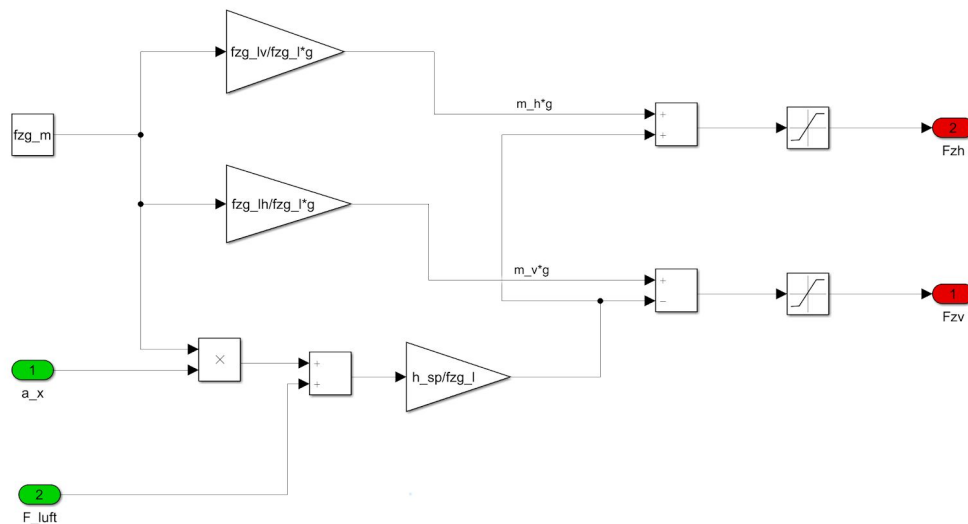 fzg_lv/fzg_l*g
m_h*g
+
+
2
Fzh
fzg_m
fzg_lh/fzg_l*g
m_v*g
+
−
1
Fzv
×
+
+
h_sp/fzg_l
1
a_x
2
F_luft